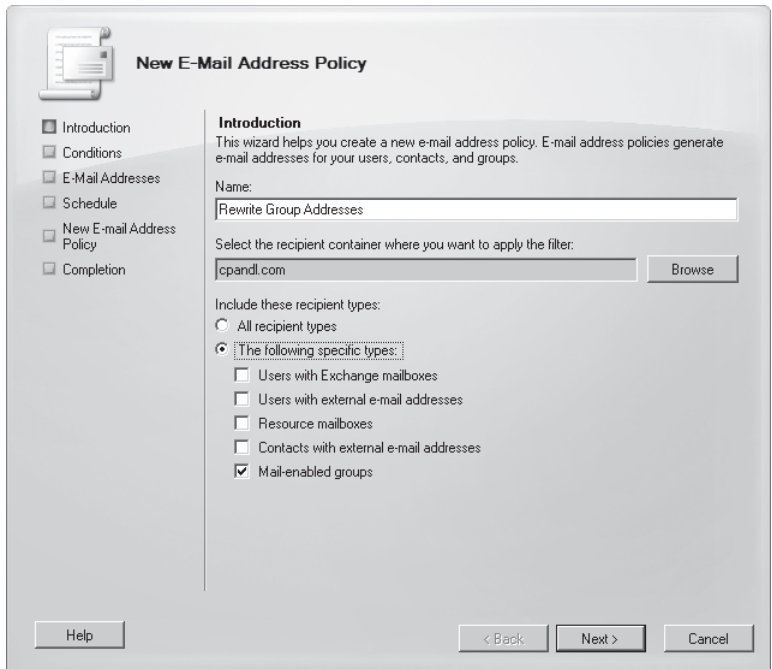 New E-Mail Address Policy
Introduction
Conditions
E-Mail Addresses
Schedule
New E-mail Address
Policy
Completion
Introduction
This wizard helps you create a new e-mail address policy. E-mail address policies generate
e-mail addresses for your users, contacts, and groups.
Name:
Rewrite Group Addresses
Select the recipient container where you want to apply the filter:
cpandl.com
Browse
Include these recipient types:
All recipient types
The following specific types:
Users with Exchange mailboxes
Users with external e-mail addresses
Resource mailboxes
Contacts with external e-mail addresses
Mail-enabled groups
Help
< Back
Next >
Cancel